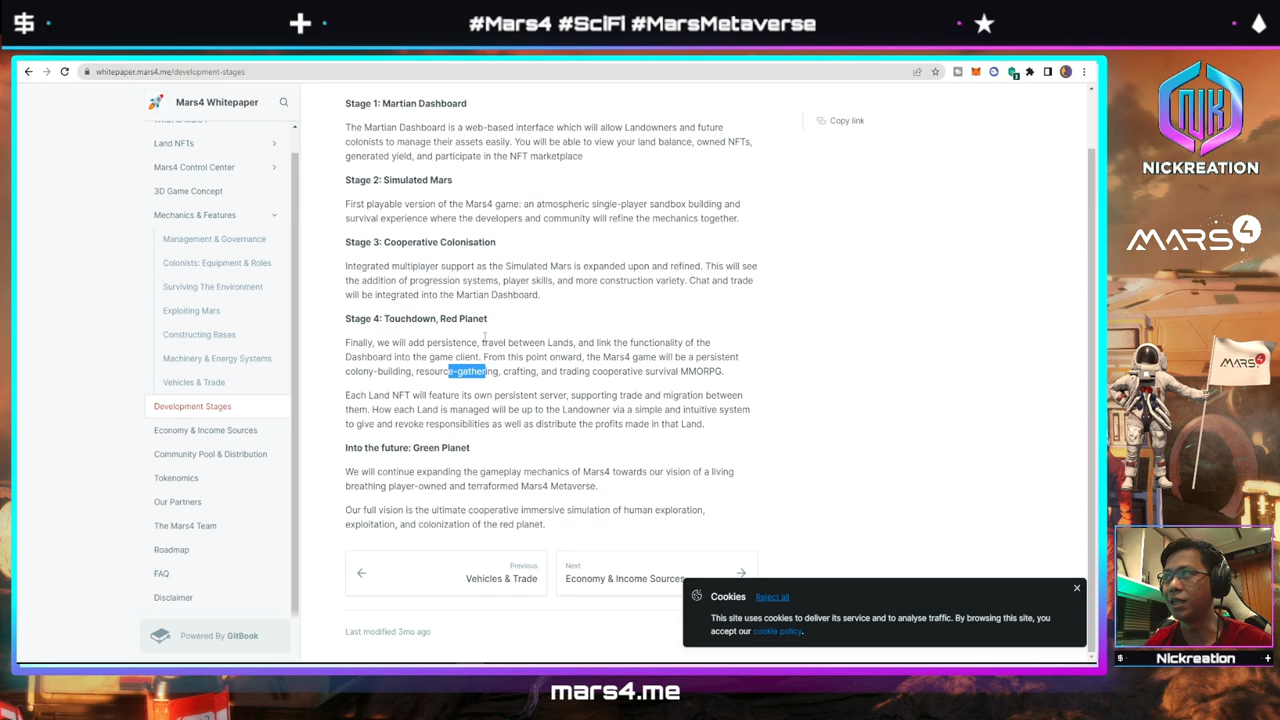 #Mars4 #SciFi #MarsMetaverse
whitepaper.mars4.me/development-stages
Mars4 Whitepaper
Land NFTs
Mars4 Control Center
3D Game Concept
Mechanics & Features
Management & Governance
Colonists: Equipment & Roles
Surviving The Environment
Exploiting Mars
Constructing Bases
Machinery & Energy Systems
Vehicles & Trade
Development Stages
Economy & Income Sources
Community Pool & Distribution
Tokenomics
Our Partners
The Mars4 Team
Roadmap
FAQ
Disclaimer
Powered By GitBook
Stage 1: Martian Dashboard
The Martian Dashboard is a web-based interface which will allow Landowners and future
colonists to manage their assets easily. You will be able to view your land balance, owned NFTs,
generated yield, and participate in the NFT marketplace
Stage 2: Simulated Mars
First playable version of the Mars4 game: an atmospheric single-player sandbox building and
survival experience where the developers and community will refine the mechanics together.
Stage 3: Cooperative Colonisation
Integrated multiplayer support as the Simulated Mars is expanded upon and refined. This will see
the addition of progression systems, player skills, and more construction variety. Chat and trade
will be integrated into the Martian Dashboard.
Stage 4: Touchdown, Red Planet
Finally, we will add persistence, travel between Lands, and link the functionality of the
Dashboard into the game client. From this point onward, the Mars4 game will be a persistent
colony-building, resource-gathering, crafting, and trading cooperative survival MMORPG.
Each Land NFT will feature its own persistent server, supporting trade and migration between
them. How each Land is managed will be up to the Landowner via a simple and intuitive system
to give and revoke responsibilities as well as distribute the profits made in that Land.
Into the future: Green Planet
We will continue expanding the gameplay mechanics of Mars4 towards our vision of a living
breathing player-owned and terraformed Mars4 Metaverse.
Our full vision is the ultimate cooperative immersive simulation of human exploration,
exploitation, and colonization of the red planet.
Previous
Vehicles & Trade
Next
Economy & Income Sources
Last modified 3mo ago
Copy link
Cookies
Reject all
This site uses cookies to deliver its service and to analyse traffic. By browsing this site, you
accept our cookie policy.
NICKREATION
MARS4
MARS4
Nickreation
mars4.me